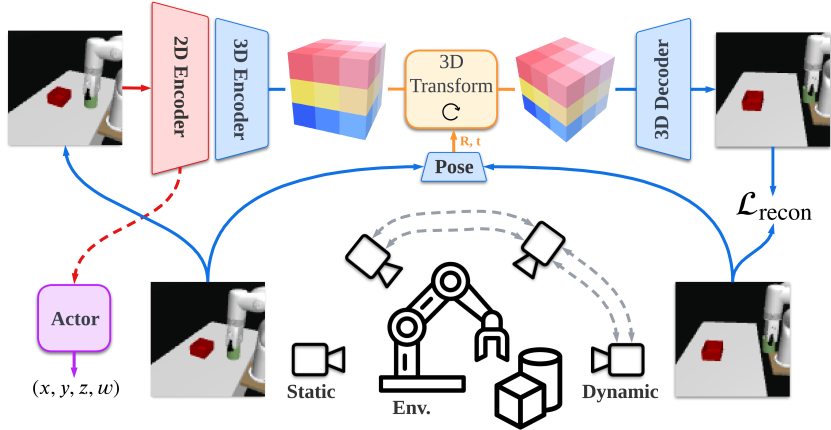 2D Encoder
3D Encoder
3D
Transform
3D Decoder
R, t
Pose
ℒrecon
Actor
(x, y, z, w)
Static
Env.
Dynamic